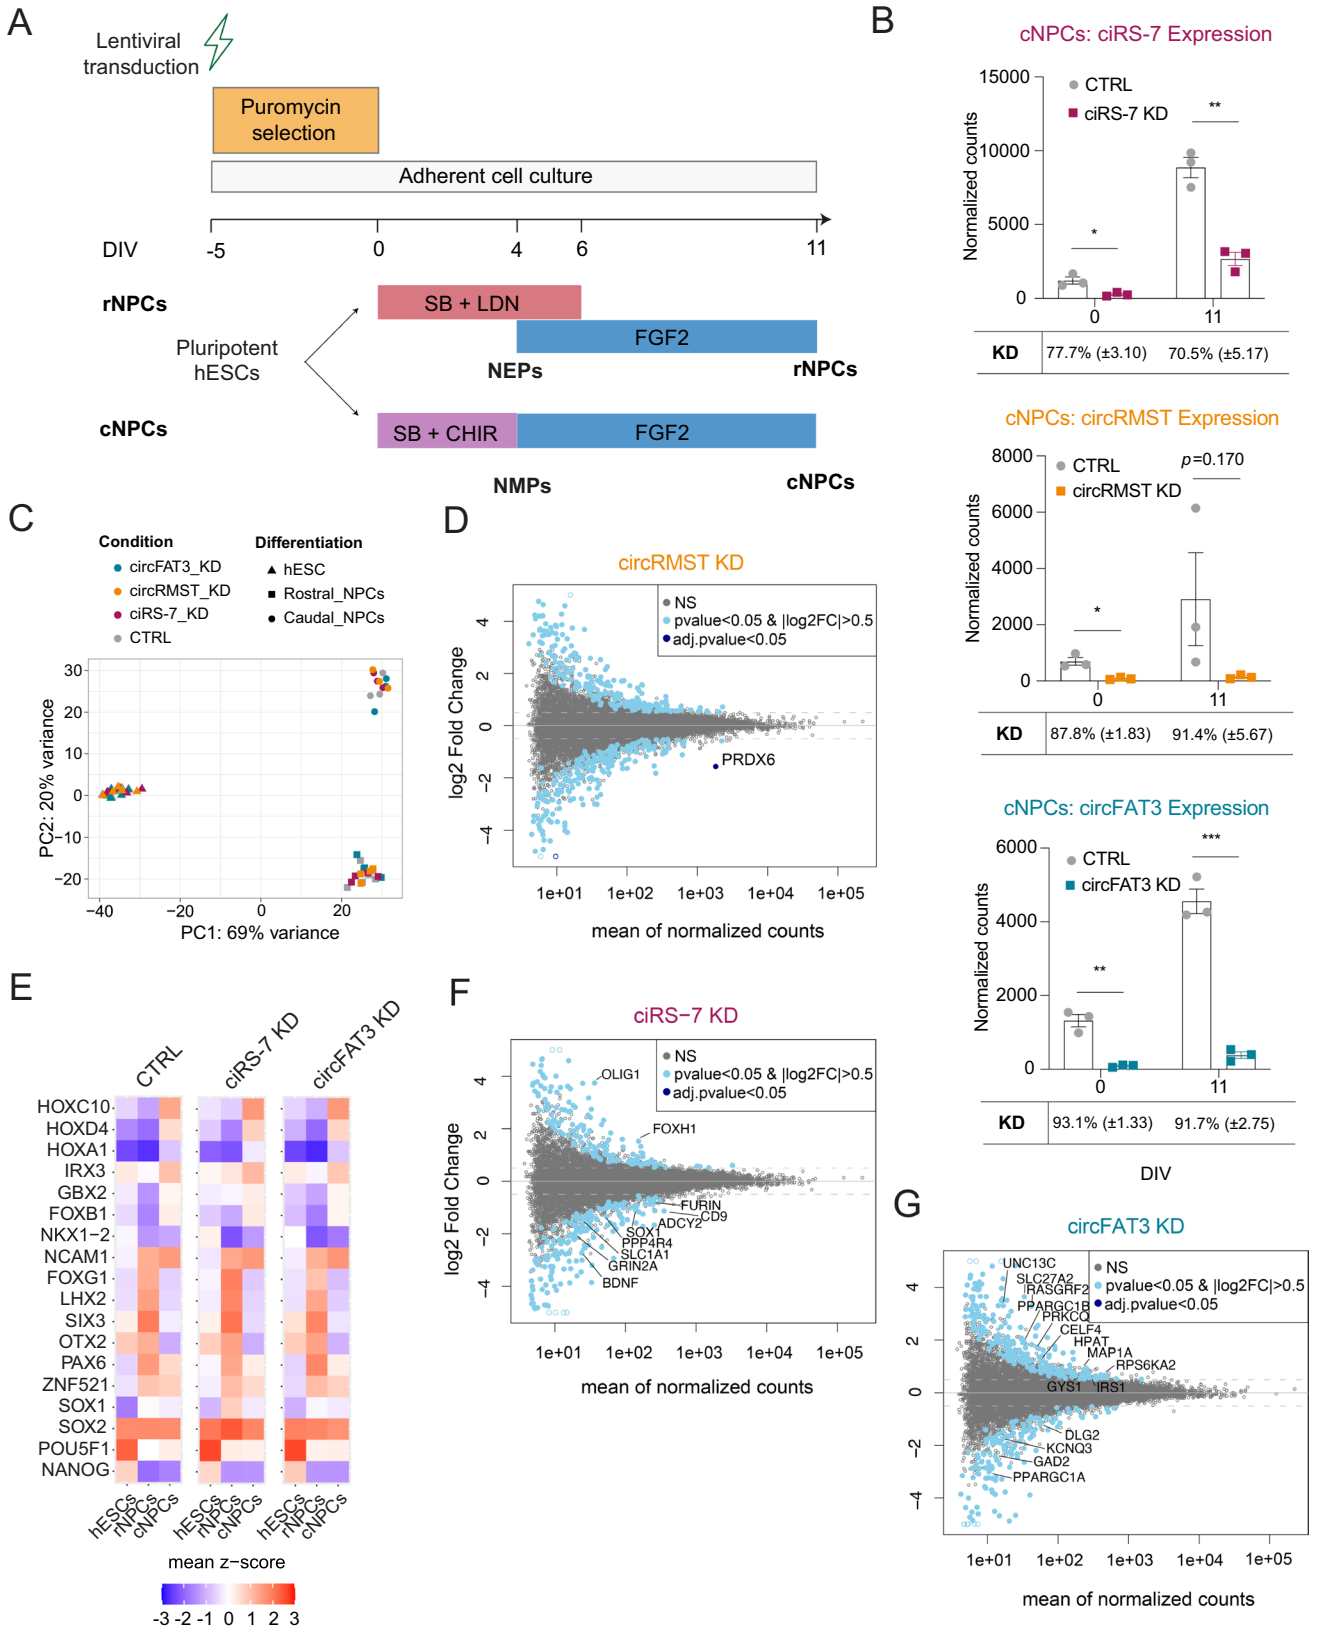 A
Lentiviral
transduction
Puromycin
selection
Adherent cell culture
DIV
-5
0
4
6
11
rNPCs
SB + LDN
FGF2
Pluripotent
hESCs
NEPs
rNPCs
cNPCs
SB + CHIR
FGF2
NMPs
cNPCs
B
cNPCs: ciRS-7 Expression
CTRL
ciRS-7 KD
Normalized counts
15000
10000
5000
0
*
**
0
11
KD
77.7% (±3.10)
70.5% (±5.17)
cNPCs: circRMST Expression
CTRL
circRMST KD
Normalized counts
8000
6000
4000
2000
0
*
p=0.170
0
11
KD
87.8% (±1.83)
91.4% (±5.67)
cNPCs: circFAT3 Expression
CTRL
circFAT3 KD
Normalized counts
6000
4000
2000
0
**
***
0
11
KD
93.1% (±1.33)
91.7% (±2.75)
DIV
C
Condition
circFAT3_KD
circRMST_KD
ciRS-7_KD
CTRL
Differentiation
hESC
Rostral_NPCs
Caudal_NPCs
PC2: 20% variance
30
20
10
0
−10
−20
−40
−20
0
20
PC1: 69% variance
D
circRMST KD
NS
pvalue<0.05 & |log2FC|>0.5
adj.pvalue<0.05
log2 Fold Change
4
2
0
−2
−4
PRDX6
1e+01
1e+02
1e+03
1e+04
1e+05
mean of normalized counts
E
CTRL
ciRS-7 KD
circFAT3 KD
HOXC10
HOXD4
HOXA1
IRX3
GBX2
FOXB1
NKX1−2
NCAM1
FOXG1
LHX2
SIX3
OTX2
PAX6
ZNF521
SOX1
SOX2
POU5F1
NANOG
hESCs
rNPCs
cNPCs
hESCs
rNPCs
cNPCs
hESCs
rNPCs
cNPCs
mean z−score
-3 -2 -1 0 1 2 3
F
ciRS−7 KD
NS
pvalue<0.05 & |log2FC|>0.5
adj.pvalue<0.05
log2 Fold Change
4
2
0
−2
−4
OLIG1
FOXH1
FURIN
CD9
ADCY2
SOX1
PPP4R4
SLC1A1
GRIN2A
BDNF
1e+01
1e+02
1e+03
1e+04
1e+05
mean of normalized counts
G
circFAT3 KD
NS
pvalue<0.05 & |log2FC|>0.5
adj.pvalue<0.05
log2 Fold Change
4
2
0
−2
−4
UNC13C
SLC27A2
RASGRF2
PPARGC1B
PRKCQ
CELF4
HPAT
MAP1A
RPS6KA2
GYS1
IRS1
DLG2
KCNQ3
GAD2
PPARGC1A
1e+01
1e+02
1e+03
1e+04
1e+05
mean of normalized counts